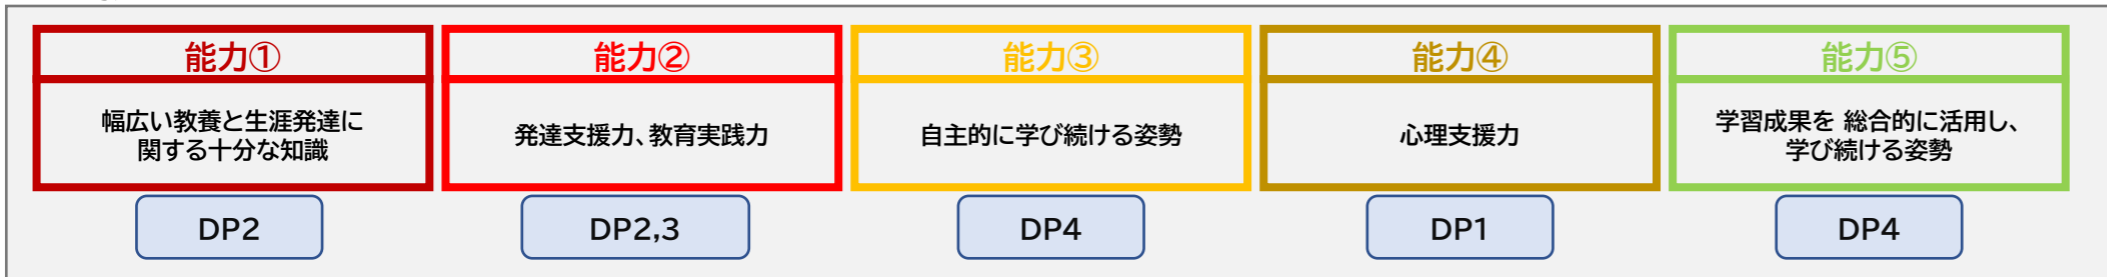 能力①
幅広い教養と生涯発達に
関する十分な知識
DP2
能力②
発達支援力、教育実践力
DP2,3
能力③
自主的に学び続ける姿勢
DP4
能力④
心理支援力
DP1
能力⑤
学習成果を 総合的に活用し、
学び続ける姿勢
DP4